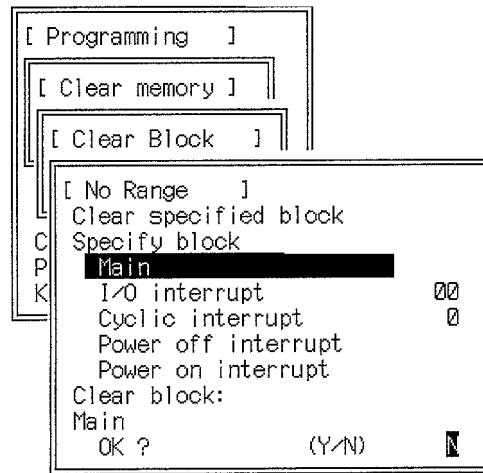 [ Programming ]
[ Clear memory ]
[ Clear Block ]
[ No Range ]
Clear specified block
Specify block
Main
I/O interrupt 00
Cyclic interrupt 0
Power off interrupt
Power on interrupt
Clear block:
Main
OK ? (Y/N) N
C
P
K